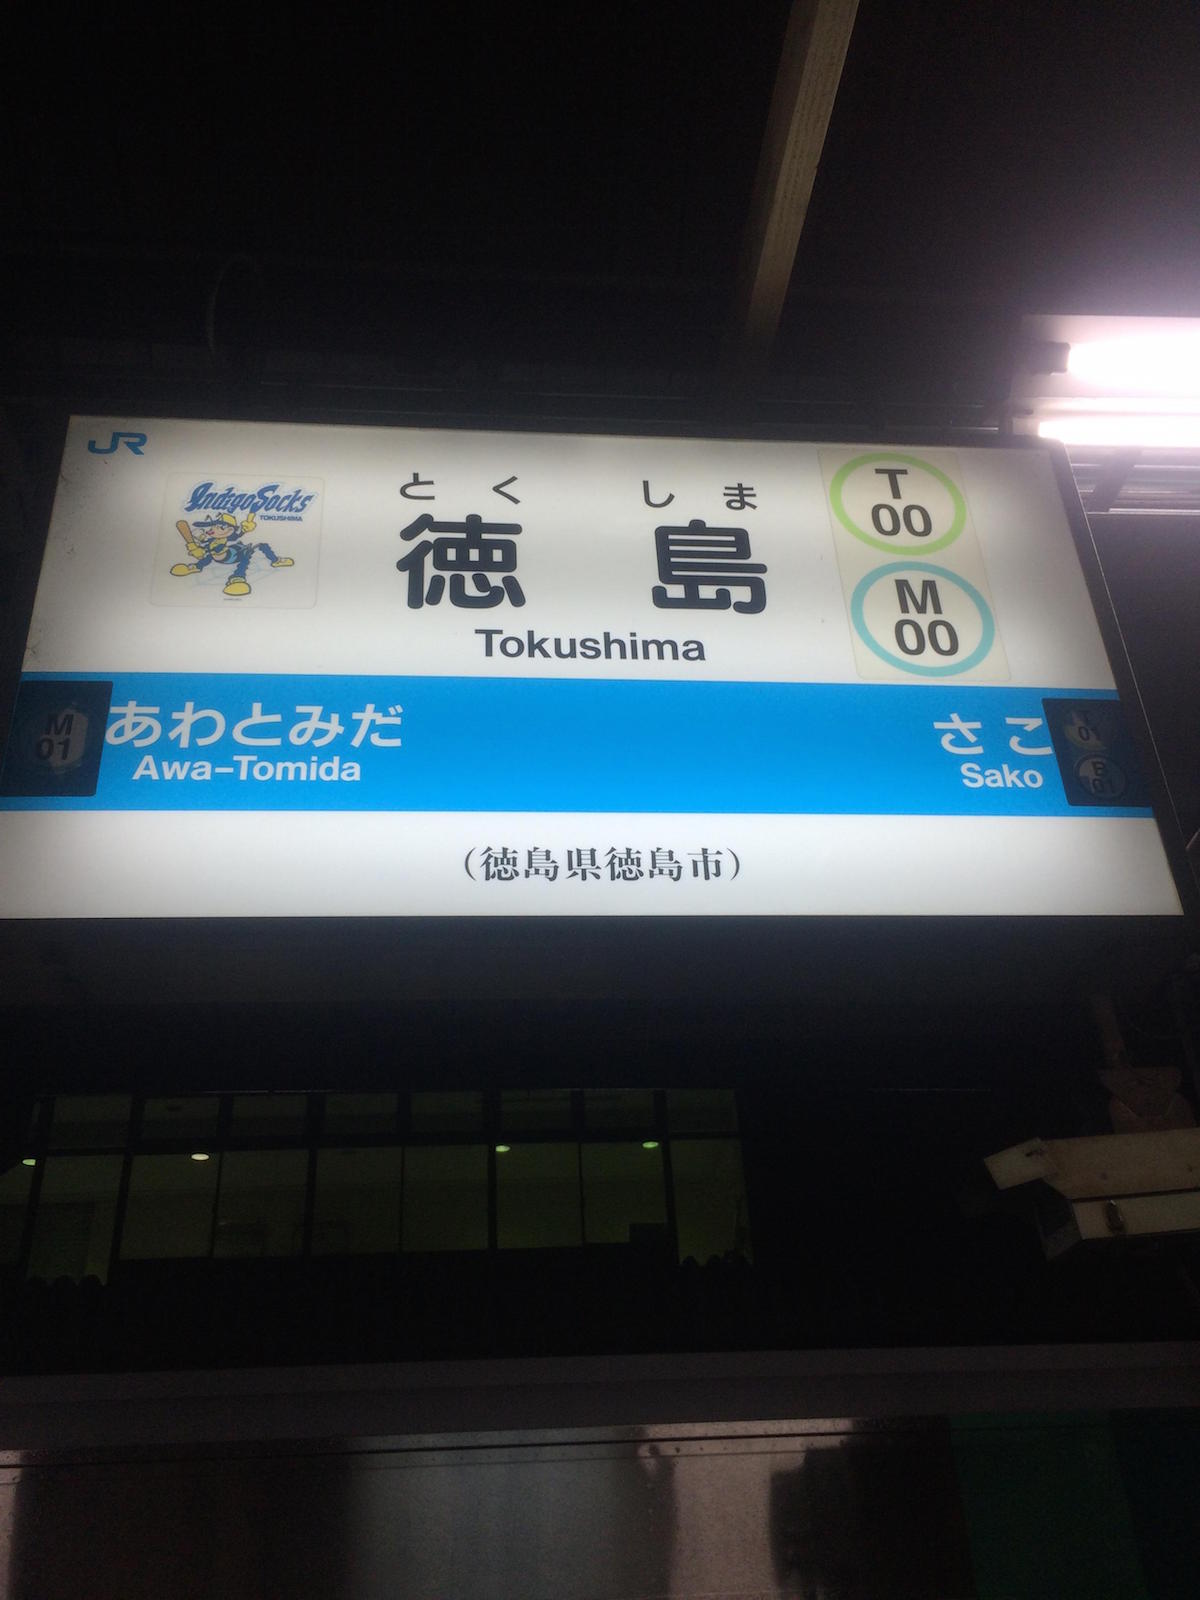 JR
IndigoSocks
TOKUSHIMA
とくしま
徳島
Tokushima
T
00
M
00
M
01
あわとみだ
Awa-Tomida
さこ
Sako
T
01
B
01
(徳島県徳島市)